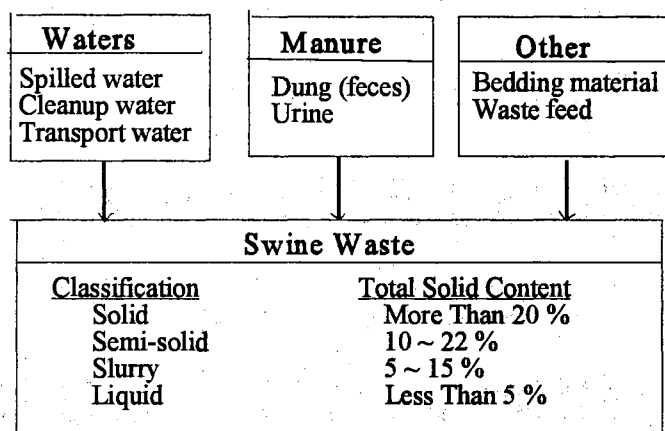 Waters
Spilled water
Cleanup water
Transport water
Manure
Dung (feces)
Urine
Other
Bedding material
Waste feed
Swine Waste
Classification Total Solid Content
Solid More Than 20 %
Semi-solid 10 ~ 22 %
Slurry 5 ~ 15 %
Liquid Less Than 5 %